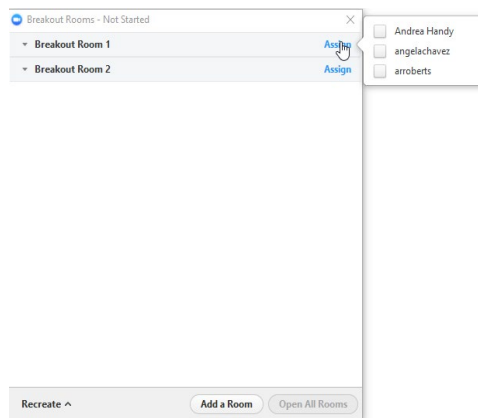 Breakout Rooms - Not Started
Breakout Room 1 Assign
Breakout Room 2 Assign
Andrea Handy
angelachavez
arroberts
Recreate Add a Room Open All Rooms